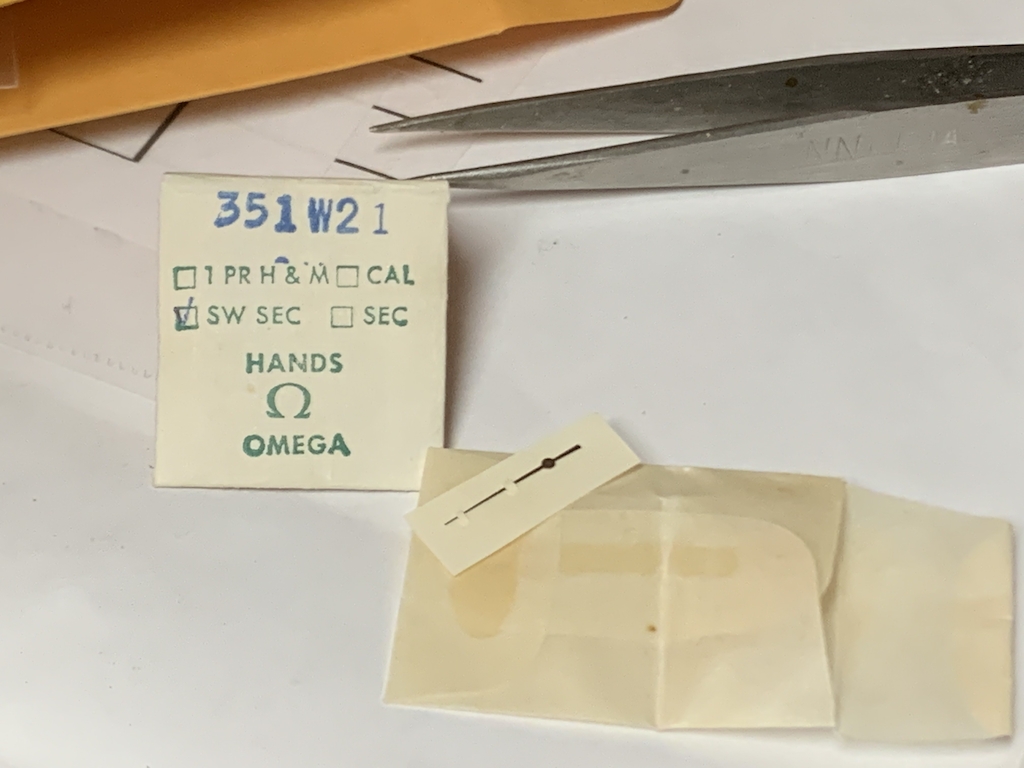 351W21
1 PR H & M CAL
SW SEC SEC
HANDS
Ω
OMEGA